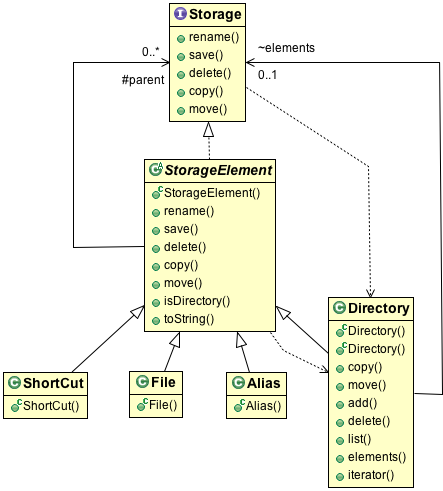 I Storage
rename()
save()
delete()
copy()
move()
0..*
#parent
~elements
0..1
C A StorageElement
c StorageElement()
rename()
save()
delete()
copy()
move()
isDirectory()
toString()
C Directory
c Directory()
c Directory()
copy()
move()
add()
delete()
list()
elements()
iterator()
C ShortCut
c ShortCut()
C File
c File()
C Alias
c Alias()